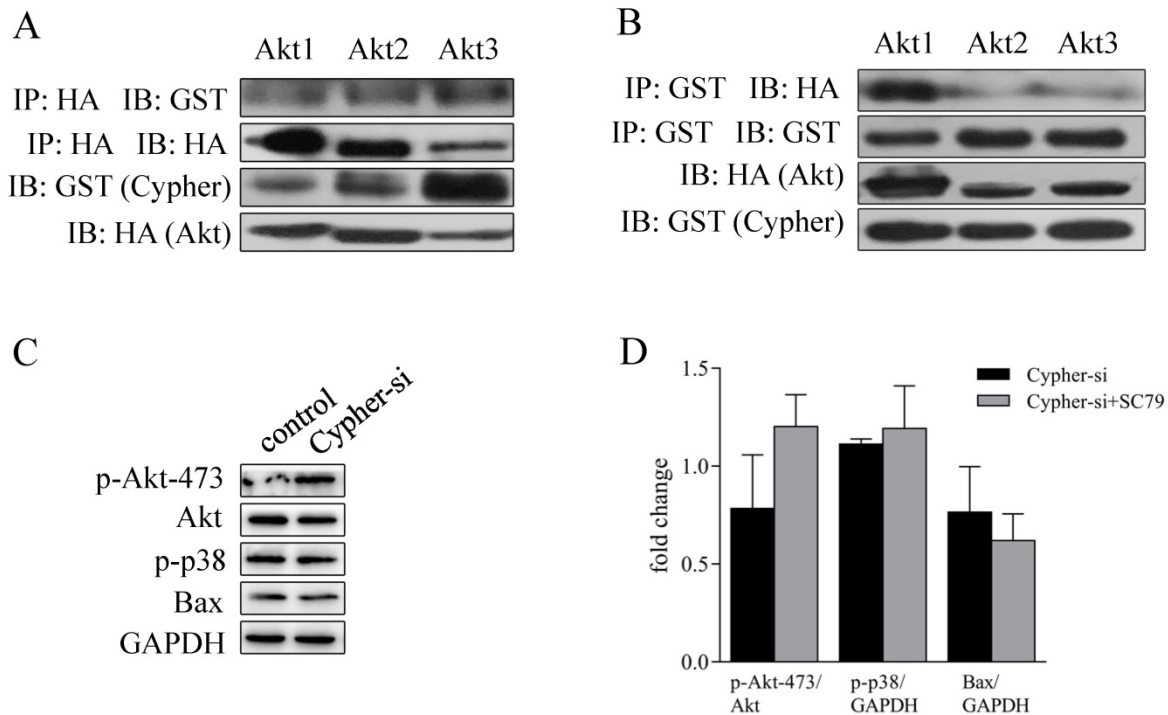 A
Akt1 Akt2 Akt3
IP: HA IB: GST
IP: HA IB: HA
IB: GST (Cypher)
IB: HA (Akt)
B
Akt1 Akt2 Akt3
IP: GST IB: HA
IP: GST IB: GST
IB: HA (Akt)
IB: GST (Cypher)
C
control Cypher-si
p-Akt-473
Akt
p-p38
Bax
GAPDH
D
Cypher-si
Cypher-si+SC79
fold change
1.5
1.0
0.5
0.0
p-Akt-473/
Akt
p-p38/
GAPDH
Bax/
GAPDH